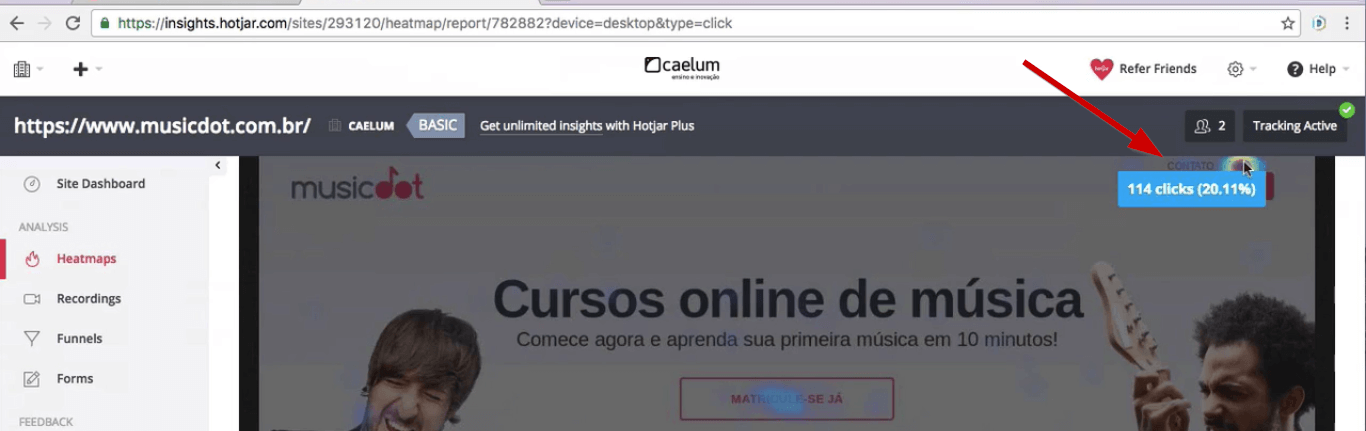 https://insights.hotjar.com/sites/293120/heatmap/report/782882?device=desktop&type=click
caelum
ensino e inovação
Refer Friends
Help
https://www.musicdot.com.br/
CAELUM
BASIC
Get unlimited insights with Hotjar Plus
2
Tracking Active
Site Dashboard
musicdot
CONTATO
114 clicks (20,11%)
ANALYSIS
Heatmaps
Recordings
Funnels
Forms
FEEDBACK
Cursos online de música
Comece agora e aprenda sua primeira música em 10 minutos!
MATRICULE-SE JÁ